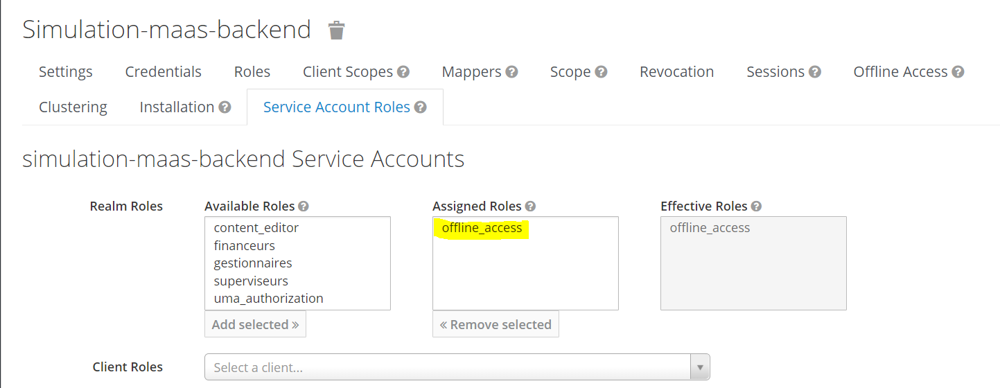 Simulation-maas-backend
Settings Credentials Roles Client Scopes Mappers Scope Revocation Sessions Offline Access
Clustering Installation Service Account Roles
simulation-maas-backend Service Accounts
Realm Roles Available Roles Assigned Roles Effective Roles
content_editor offline_access offline_access
financeurs
gestionnaires
superviseurs
uma_authorization
Add selected » « Remove selected
Client Roles Select a client...